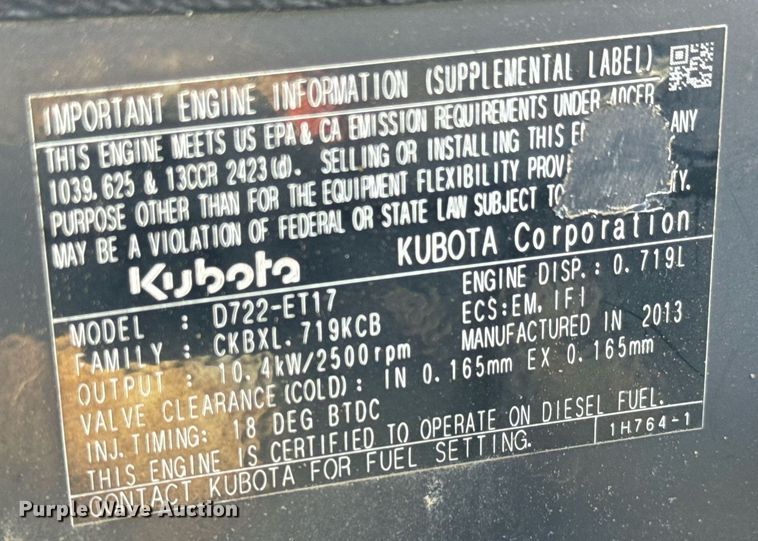 IMPORTANT ENGINE INFORMATION (SUPPLEMENTAL LABEL)
THIS ENGINE MEETS US EPA & CA EMISSION REQUIREMENTS UNDER 40CFR
1039.625 & 13CCR 2423(d). SELLING OR INSTALLING THIS ANY
PURPOSE OTHER THAN FOR THE EQUIPMENT FLEXIBILITY
MAY BE A VIOLATION OF FEDERAL OR STATE LAW SUBJECT TO
Kubota KUBOTA Corporation
MODEL : D722-ET17 ENGINE DISP.: 0.719L
FAMILY : CKBXL.719KCB ECS:EM, IFI
OUTPUT : 10.4kW/2500rpm MANUFACTURED IN 2013
VALVE CLEARANCE(COLD): IN 0.165mm EX 0.165mm
INJ.TIMING: 18 DEG BTDC
THIS ENGINE IS CERTIFIED TO OPERATE ON DIESEL FUEL.
CONTACT KUBOTA FOR FUEL SETTING. 1H764-1
Purple Wave Auction